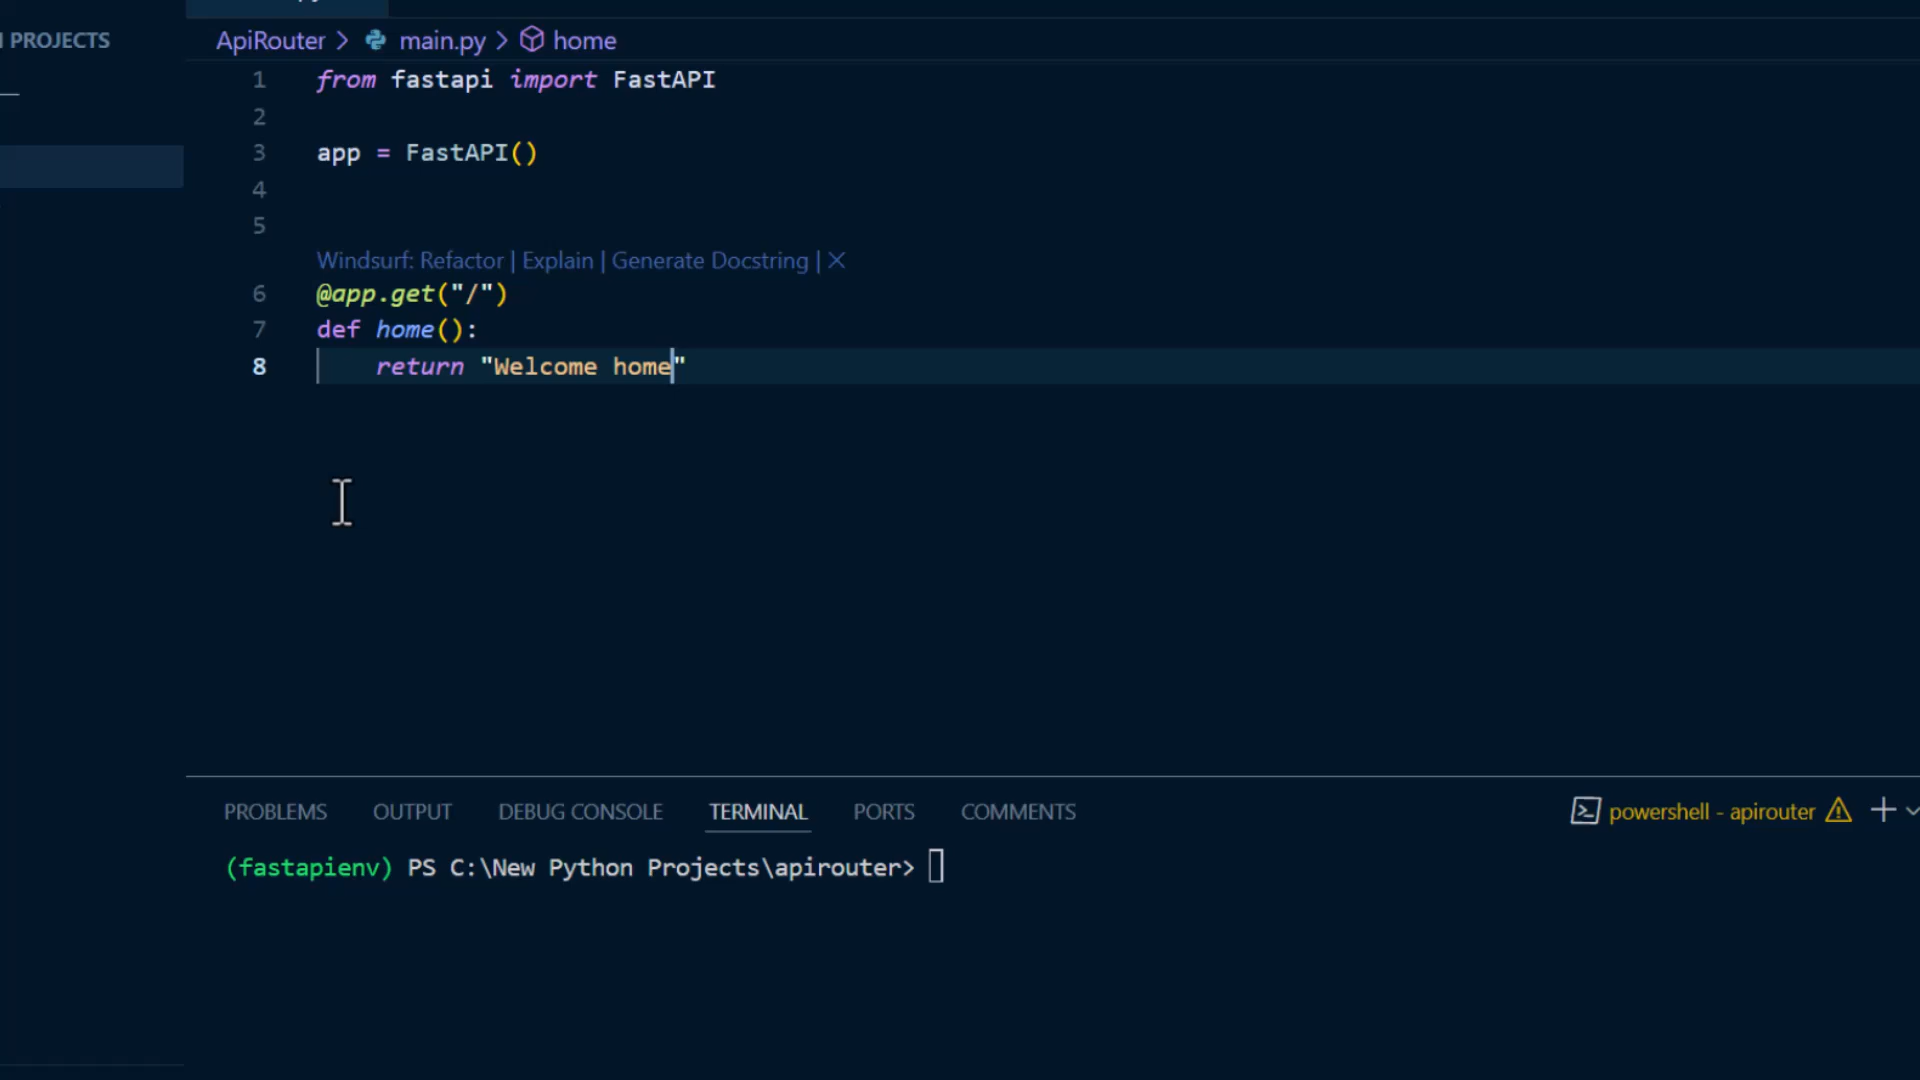 PROJECTS
ApiRouter > main.py > home
1 from fastapi import FastAPI
2
3 app = FastAPI()
4
5
Windsurf: Refactor | Explain | Generate Docstring | ×
6 @app.get("/")
7 def home():
8 return "Welcome home"
PROBLEMS OUTPUT DEBUG CONSOLE TERMINAL PORTS COMMENTS powershell - apirouter
(fastapienv) PS C:\New Python Projects\apirouter>